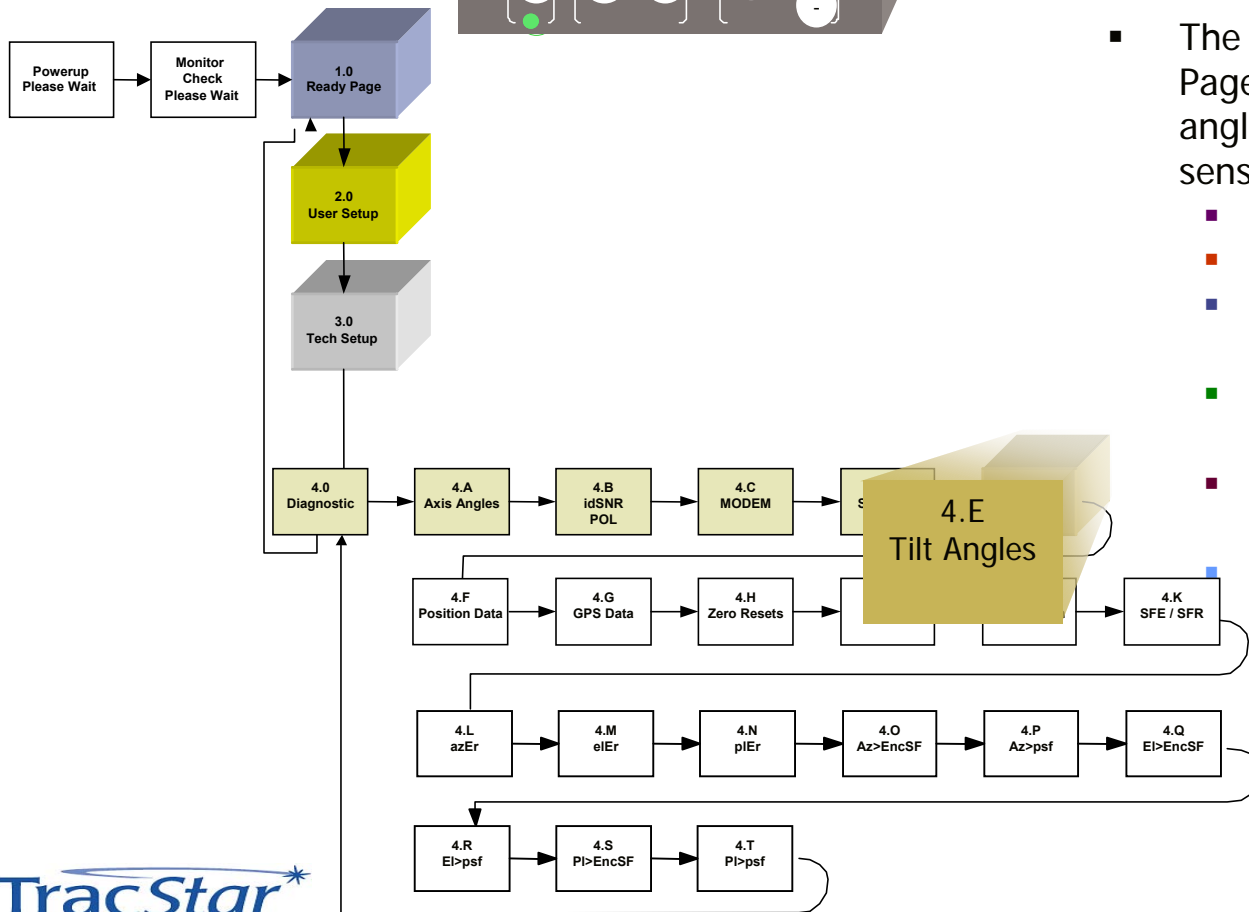 -
The
Page
Powerup
Please Wait
Monitor
Check
Please Wait
1.0
Ready Page
2.0
User Setup
3.0
Tech Setup
4.0
Diagnostic
4.A
Axis Angles
4.B
idSNR
POL
4.C
MODEM
4.E
Tilt Angles
4.F
Position Data
4.G
GPS Data
4.H
Zero Resets
4.K
SFE / SFR
4.L
azEr
4.M
elEr
4.N
plEr
4.O
Az>EncSF
4.P
Az>psf
4.Q
El>EncSF
4.R
El>psf
4.S
Pl>EncSF
4.T
Pl>psf
TracStar